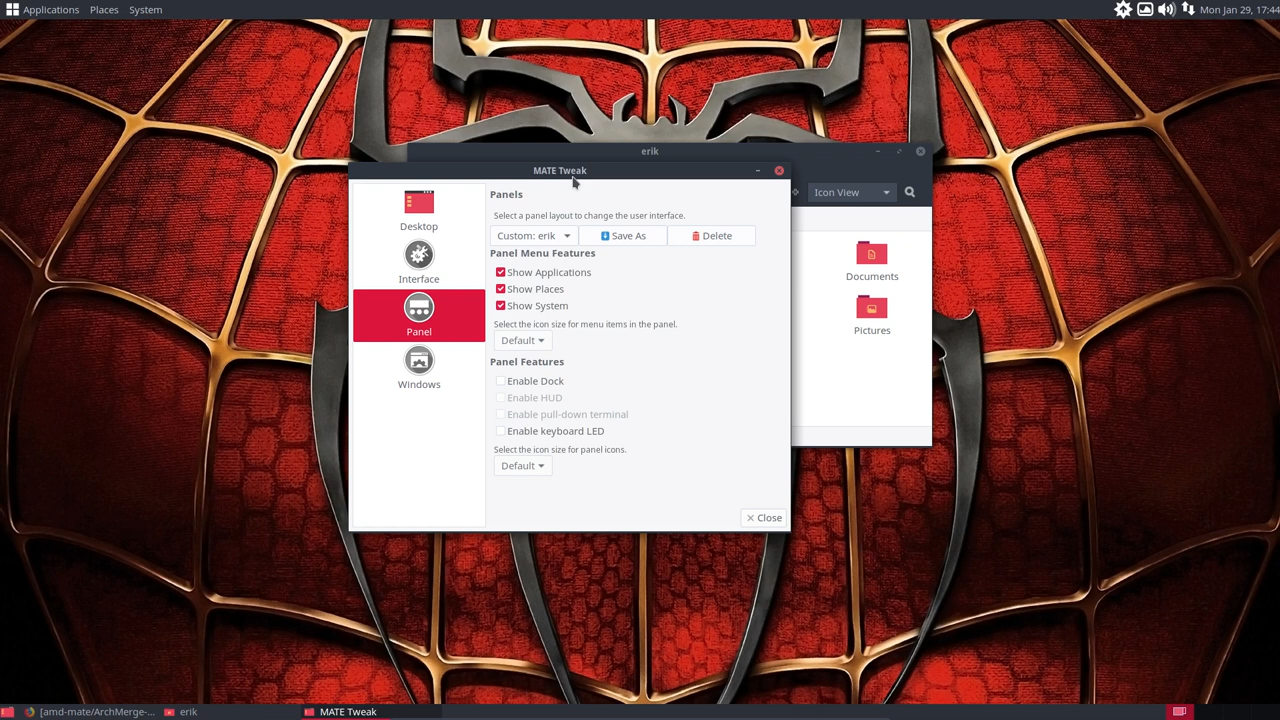 Applications Places System Mon Jan 29, 17:44
erik
MATE Tweak
Icon View
Desktop
Interface
Panel
Windows
Panels
Select a panel layout to change the user interface.
Custom: erik Save As Delete
Panel Menu Features
Show Applications
Show Places
Show System
Select the icon size for menu items in the panel.
Default
Panel Features
Enable Dock
Enable HUD
Enable pull-down terminal
Enable keyboard LED
Select the icon size for panel icons.
Default
Close
Documents
Pictures
[amd-mate/ArchMerge-... erik MATE Tweak